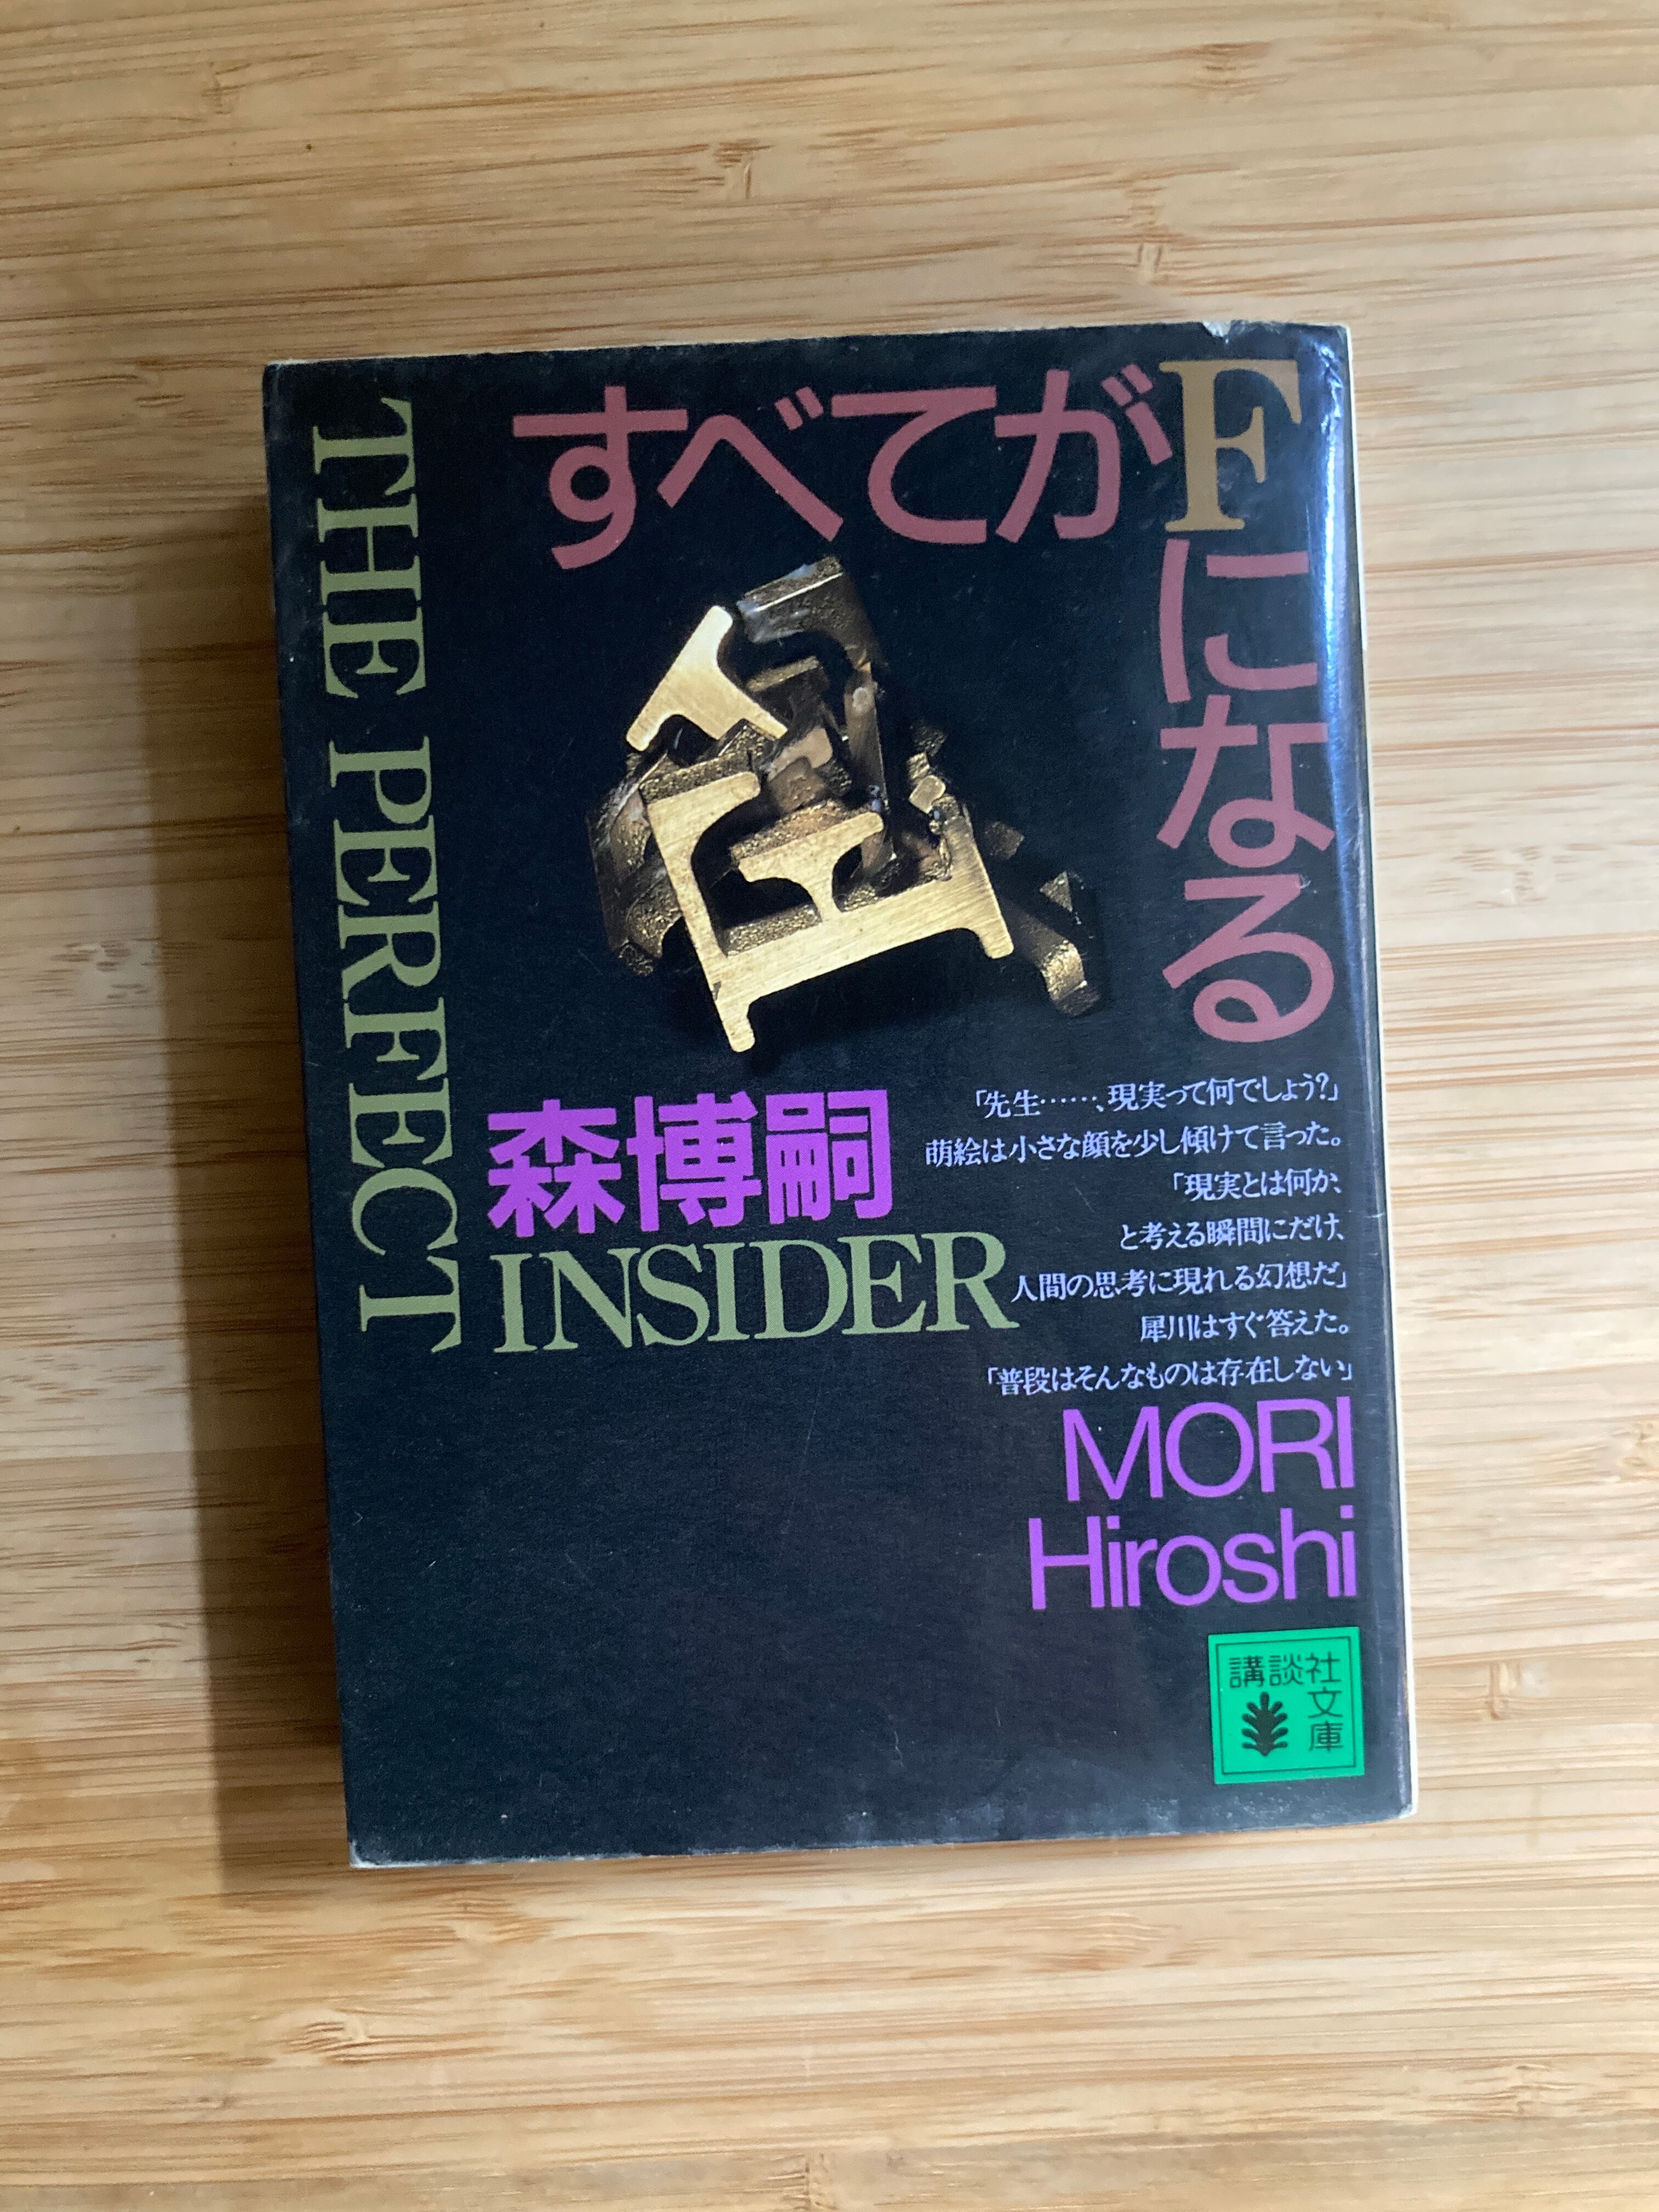 すべてがFになる
THE PERFECT
INSIDER
森博嗣
「先生……、現実って何でしょう?」
萌絵は小さな顔を少し傾けて言った。
「現実とは何か、
と考える瞬間にだけ、
人間の思考に現れる幻想だ」
犀川はすぐ答えた。
「普段はそんなものは存在しない」
MORI
Hiroshi
講談社
文庫